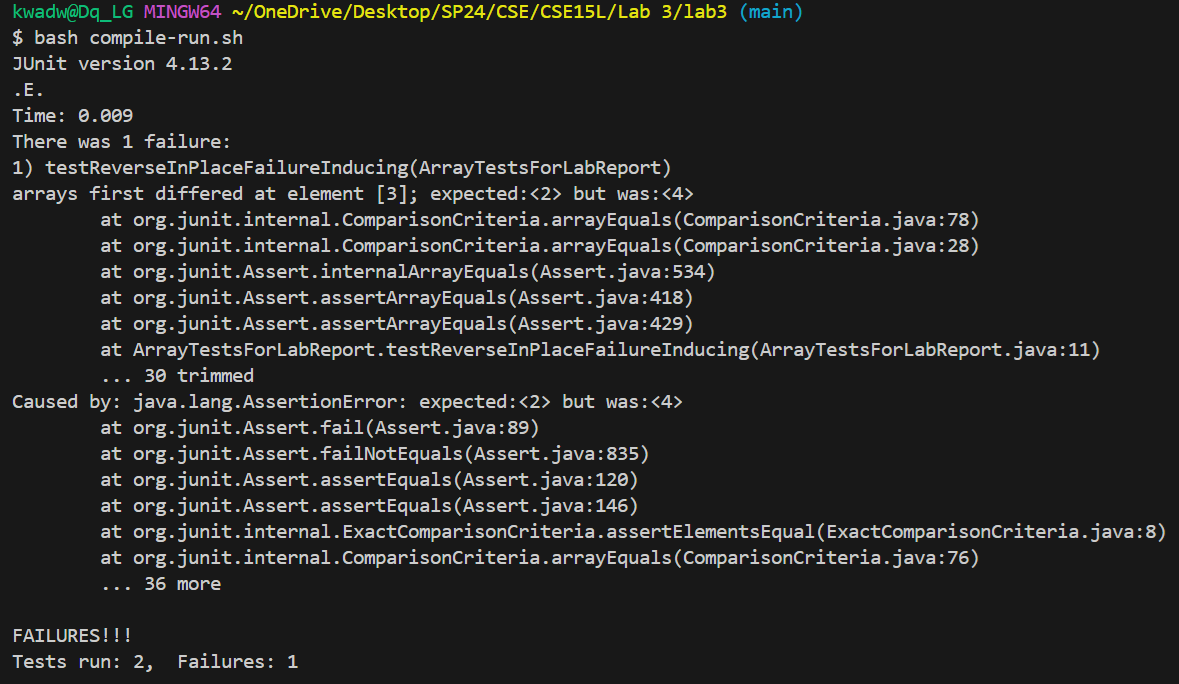 kwadw@Dq_LG MINGW64 ~/OneDrive/Desktop/SP24/CSE/CSE15L/Lab 3/lab3 (main)
$ bash compile-run.sh
JUnit version 4.13.2
.E.
Time: 0.009
There was 1 failure:
1) testReverseInPlaceFailureInducing(ArrayTestsForLabReport)
arrays first differed at element [3]; expected:<2> but was:<4>
        at org.junit.internal.ComparisonCriteria.arrayEquals(ComparisonCriteria.java:78)
        at org.junit.internal.ComparisonCriteria.arrayEquals(ComparisonCriteria.java:28)
        at org.junit.Assert.internalArrayEquals(Assert.java:534)
        at org.junit.Assert.assertArrayEquals(Assert.java:418)
        at org.junit.Assert.assertArrayEquals(Assert.java:429)
        at ArrayTestsForLabReport.testReverseInPlaceFailureInducing(ArrayTestsForLabReport.java:11)
        ... 30 trimmed
Caused by: java.lang.AssertionError: expected:<2> but was:<4>
        at org.junit.Assert.fail(Assert.java:89)
        at org.junit.Assert.failNotEquals(Assert.java:835)
        at org.junit.Assert.assertEquals(Assert.java:120)
        at org.junit.Assert.assertEquals(Assert.java:146)
        at org.junit.internal.ExactComparisonCriteria.assertElementsEqual(ExactComparisonCriteria.java:8)
        at org.junit.internal.ComparisonCriteria.arrayEquals(ComparisonCriteria.java:76)
        ... 36 more

FAILURES!!!
Tests run: 2,  Failures: 1